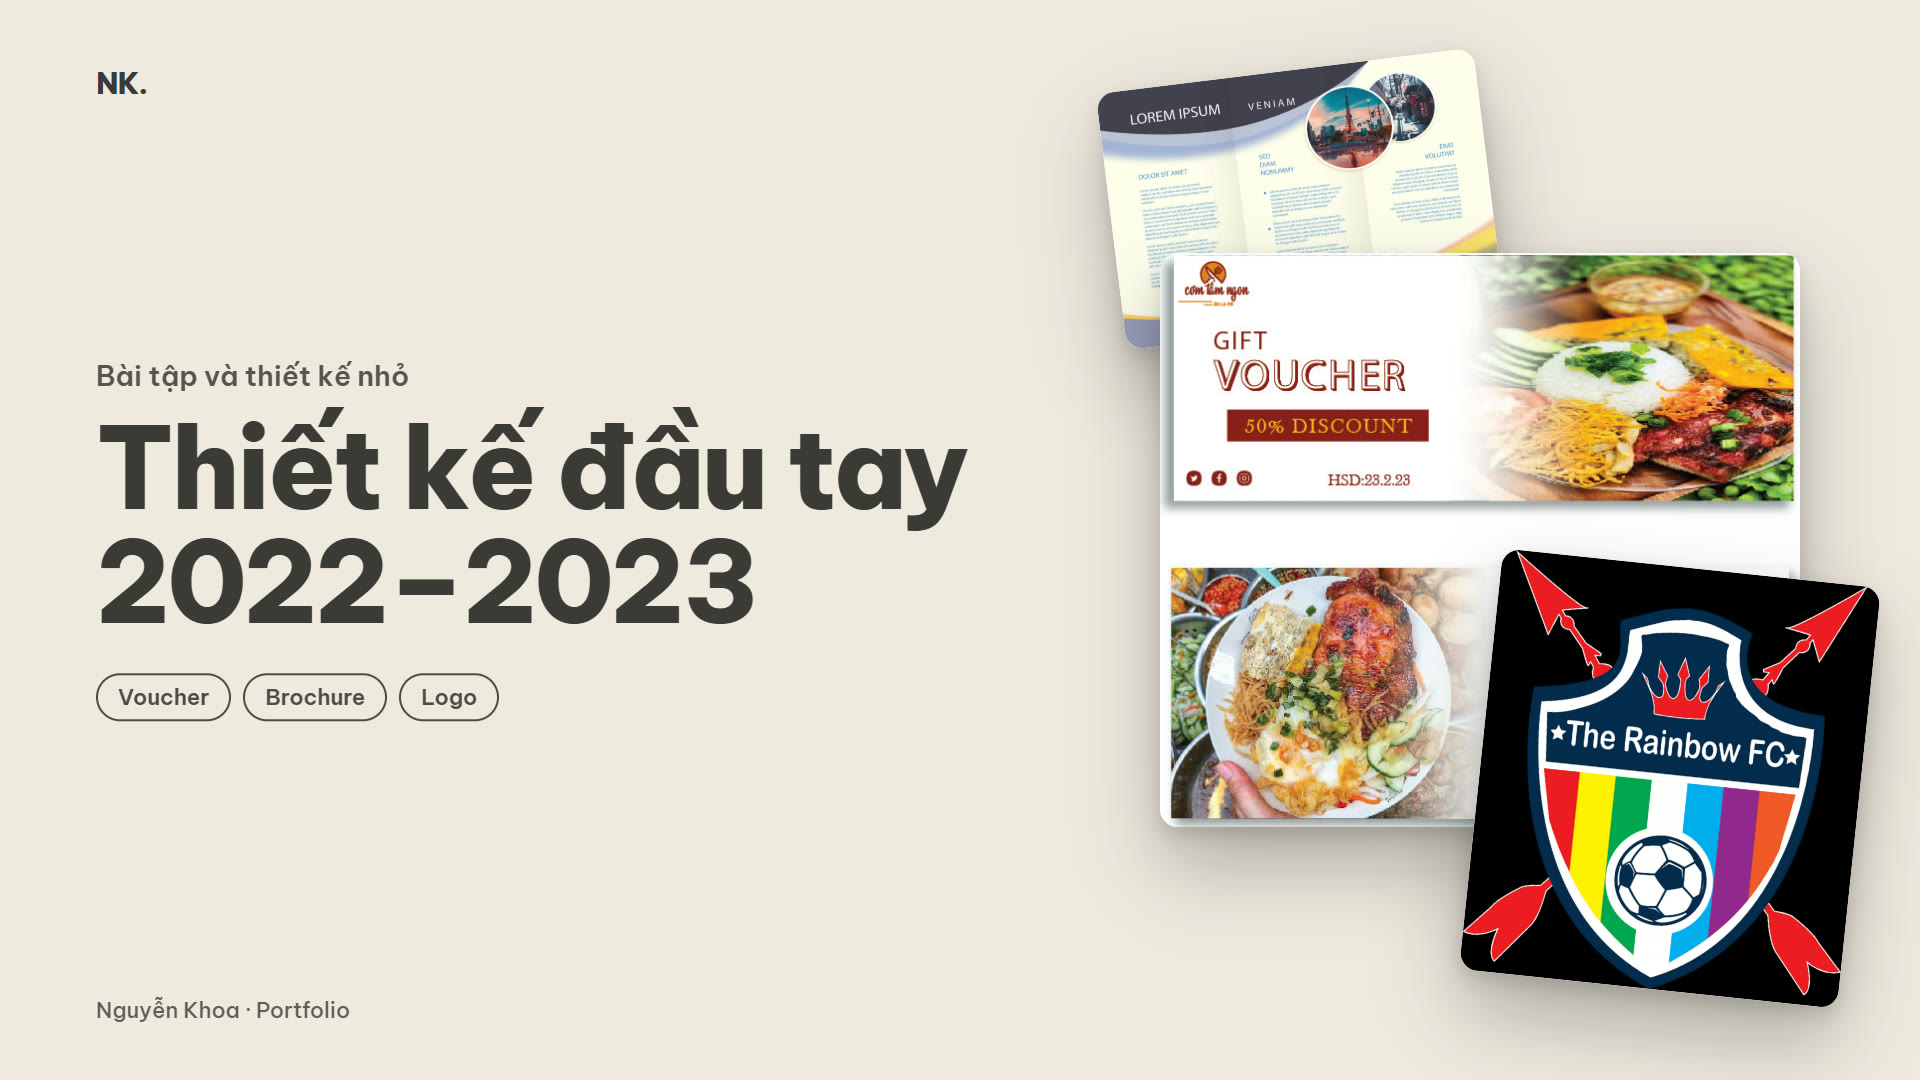 NK.
Bài tập và thiết kế nhỏ
Thiết kế đầu tay
2022–2023
Voucher
Brochure
Logo
Nguyễn Khoa · Portfolio
LOREM IPSUM
VENIAM
DOLOR SIT AMET
SED
DIAM
NONUMMY
ERAT
VOLUTPAT
cơm tấm ngon
GIFT
VOUCHER
50% DISCOUNT
HSD:23.2.23
The Rainbow FC